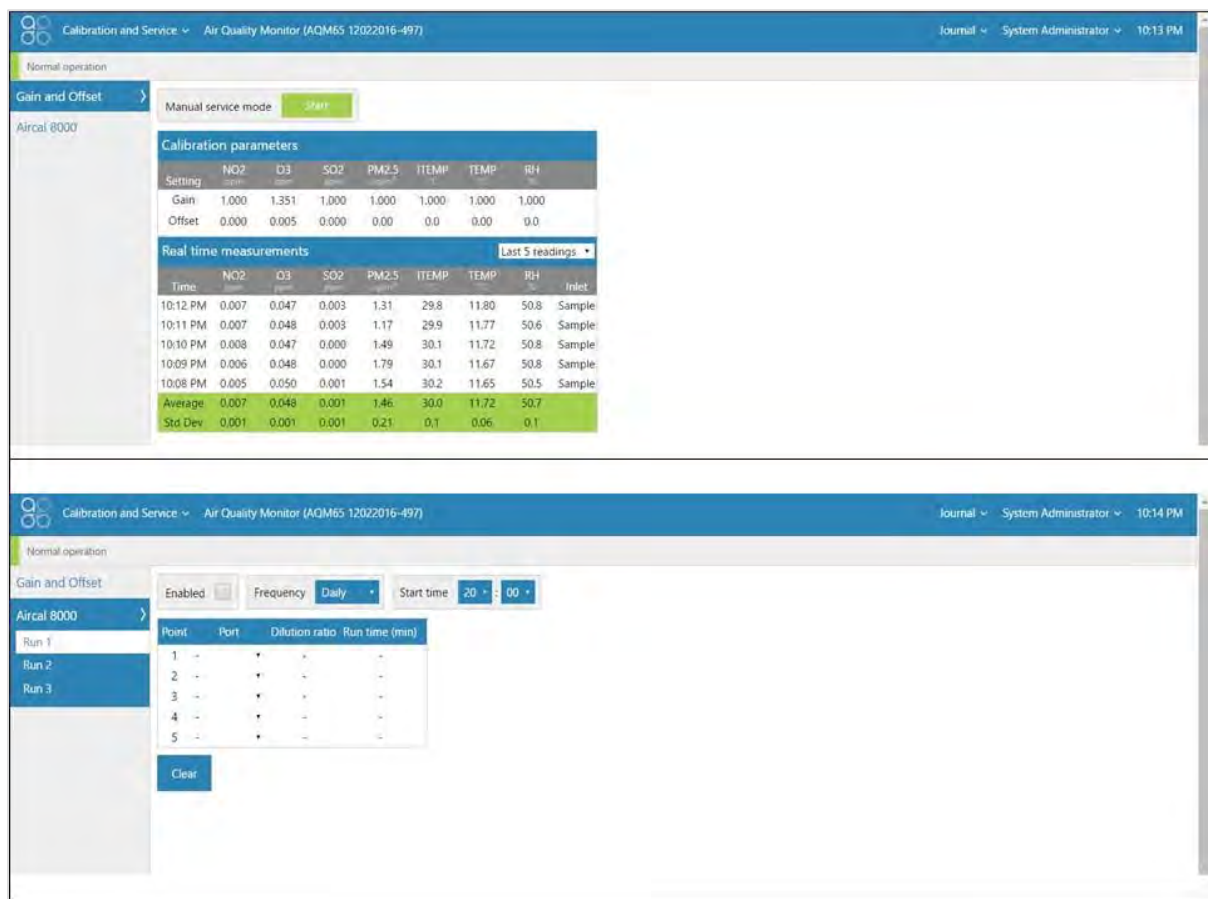 Calibration and Service Air Quality Monitor (AQM65 12022016-497) Journal System Administrator 10:13 PM
Normal operation
Gain and Offset
Aircal 8000
Manual service mode Start
Calibration parameters
NO2 O3 SO2 PM2.5 ITEMP TEMP RH
Setting
Gain 1.000 1.351 1.000 1.000 1.000 1.000 1.000
Offset 0.000 0.005 0.000 0.00 0.0 0.00 0.0
Real time measurements Last 5 readings
NO2 O3 SO2 PM2.5 ITEMP TEMP RH
Time Inlet
10:12 PM 0.007 0.047 0.003 1.31 29.8 11.80 50.8 Sample
10:11 PM 0.007 0.048 0.003 1.17 29.9 11.77 50.6 Sample
10:10 PM 0.008 0.047 0.000 1.49 30.1 11.72 50.8 Sample
10:09 PM 0.006 0.048 0.000 1.79 30.1 11.67 50.8 Sample
10:08 PM 0.005 0.050 0.001 1.54 30.2 11.65 50.5 Sample
Average 0.007 0.048 0.001 1.46 30.0 11.72 50.7
Std Dev 0.001 0.001 0.001 0.21 0.1 0.06 0.1
Calibration and Service Air Quality Monitor (AQM65 12022016-497) Journal System Administrator 10:14 PM
Normal operation
Gain and Offset
Aircal 8000
Run 1
Run 2
Run 3
Enabled Frequency Daily Start time 20 : 00
Point Port Dilution ratio Run time (min)
1 - - -
2 - - -
3 - - -
4 - - -
5 - - -
Clear